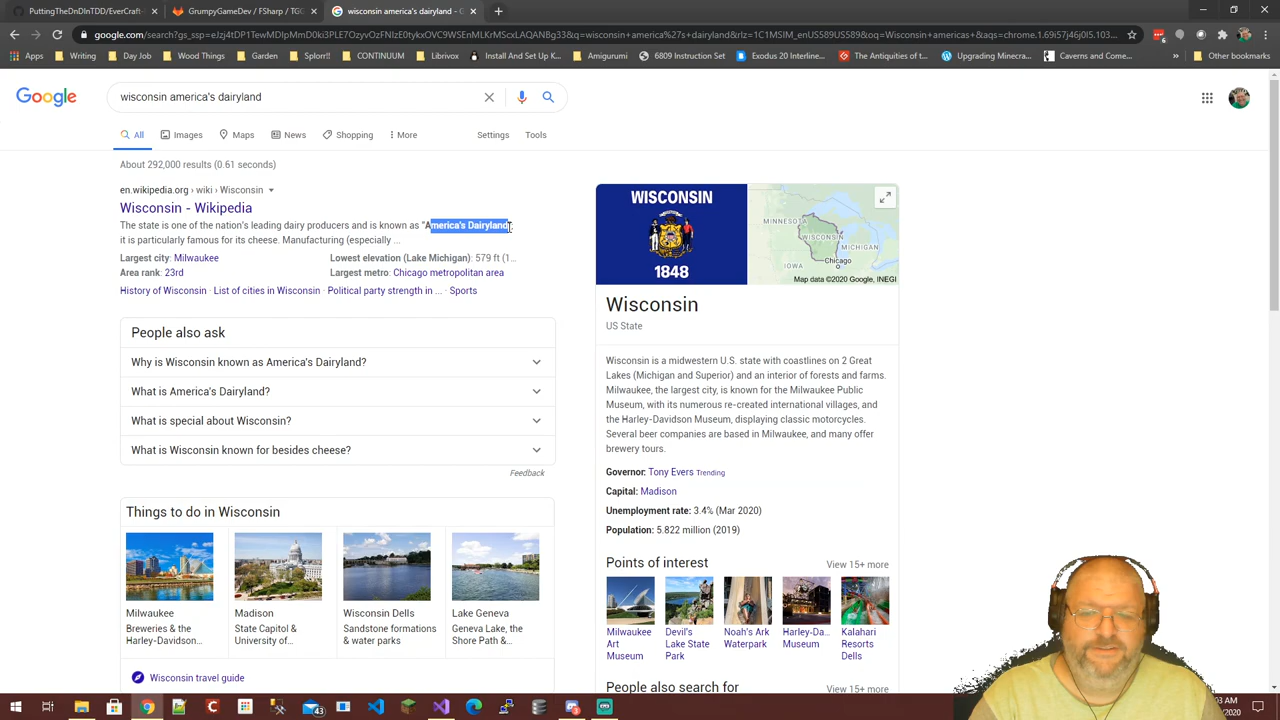 PuttingTheDnDInTDD/EverCraft-K
FSharp / TDD
wisconsin america's dairyland -
google.com/search?gs_ssp=eJzj4tDP1TewMDIpMmD0ki3PLE7OzyvOzFNIzE0tykxOVC9WSEnMLKrMSczLSQEADBgz33&q=wisconsin+america%27s+dairyland&rlz=1C1MSIM_enUS589US589&oq=Wisconsin+americas+&aqs=chrome.1.69i57j46j0l5.103...
Writing
Day Job
Wood Things
Garden
Splorr!!
CONTINUUM
Librivox
Amigurumi
6809 Instruction Set
Exodus 20 Interline...
The Antiquities of t...
Upgrading Minecra...
Caverns and Come...
»
Other bookmarks
Google
wisconsin america's dairyland
All
Images
Maps
News
Shopping
More
Settings
Tools
About 292,000 results (0.61 seconds)
en.wikipedia.org › wiki › Wisconsin
Wisconsin - Wikipedia
The state is one of the nation's leading dairy producers and is known as "America's Dairyland";
it is particularly famous for its cheese. Manufacturing (especially ...
Largest city: Milwaukee
Lowest elevation (Lake Michigan): 579 ft (1...
Area rank: 23rd
Largest metro: Chicago metropolitan area
History of Wisconsin · List of cities in Wisconsin · Political party strength in ... · Sports
People also ask
Why is Wisconsin known as America's Dairyland?
What is America's Dairyland?
What is special about Wisconsin?
What is Wisconsin known for besides cheese?
Feedback
Things to do in Wisconsin
Milwaukee
Breweries & the
Harley-Davidson...
Madison
State Capitol &
University of...
Wisconsin Dells
Sandstone formations
& water parks
Lake Geneva
Geneva Lake, the
Shore Path &...
Wisconsin travel guide
WISCONSIN
1848
MINNESOTA
WISCONSIN
MICHIGAN
IOWA
Chicago
Map data ©2020 Google, INEGI
Wisconsin
US State
Wisconsin is a midwestern U.S. state with coastlines on 2 Great
Lakes (Michigan and Superior) and an interior of forests and farms.
Milwaukee, the largest city, is known for the Milwaukee Public
Museum, with its numerous re-created international villages, and
the Harley-Davidson Museum, displaying classic motorcycles.
Several beer companies are based in Milwaukee, and many offer
brewery tours.
Governor: Tony Evers Trending
Capital: Madison
Unemployment rate: 3.4% (Mar 2020)
Population: 5.822 million (2019)
Points of interest
View 15+ more
Milwaukee
Art
Museum
Devil's
Lake State
Park
Noah's Ark
Waterpark
Harley-Da...
Museum
Kalahari
Resorts
Dells
People also search for
View 15+ more
43